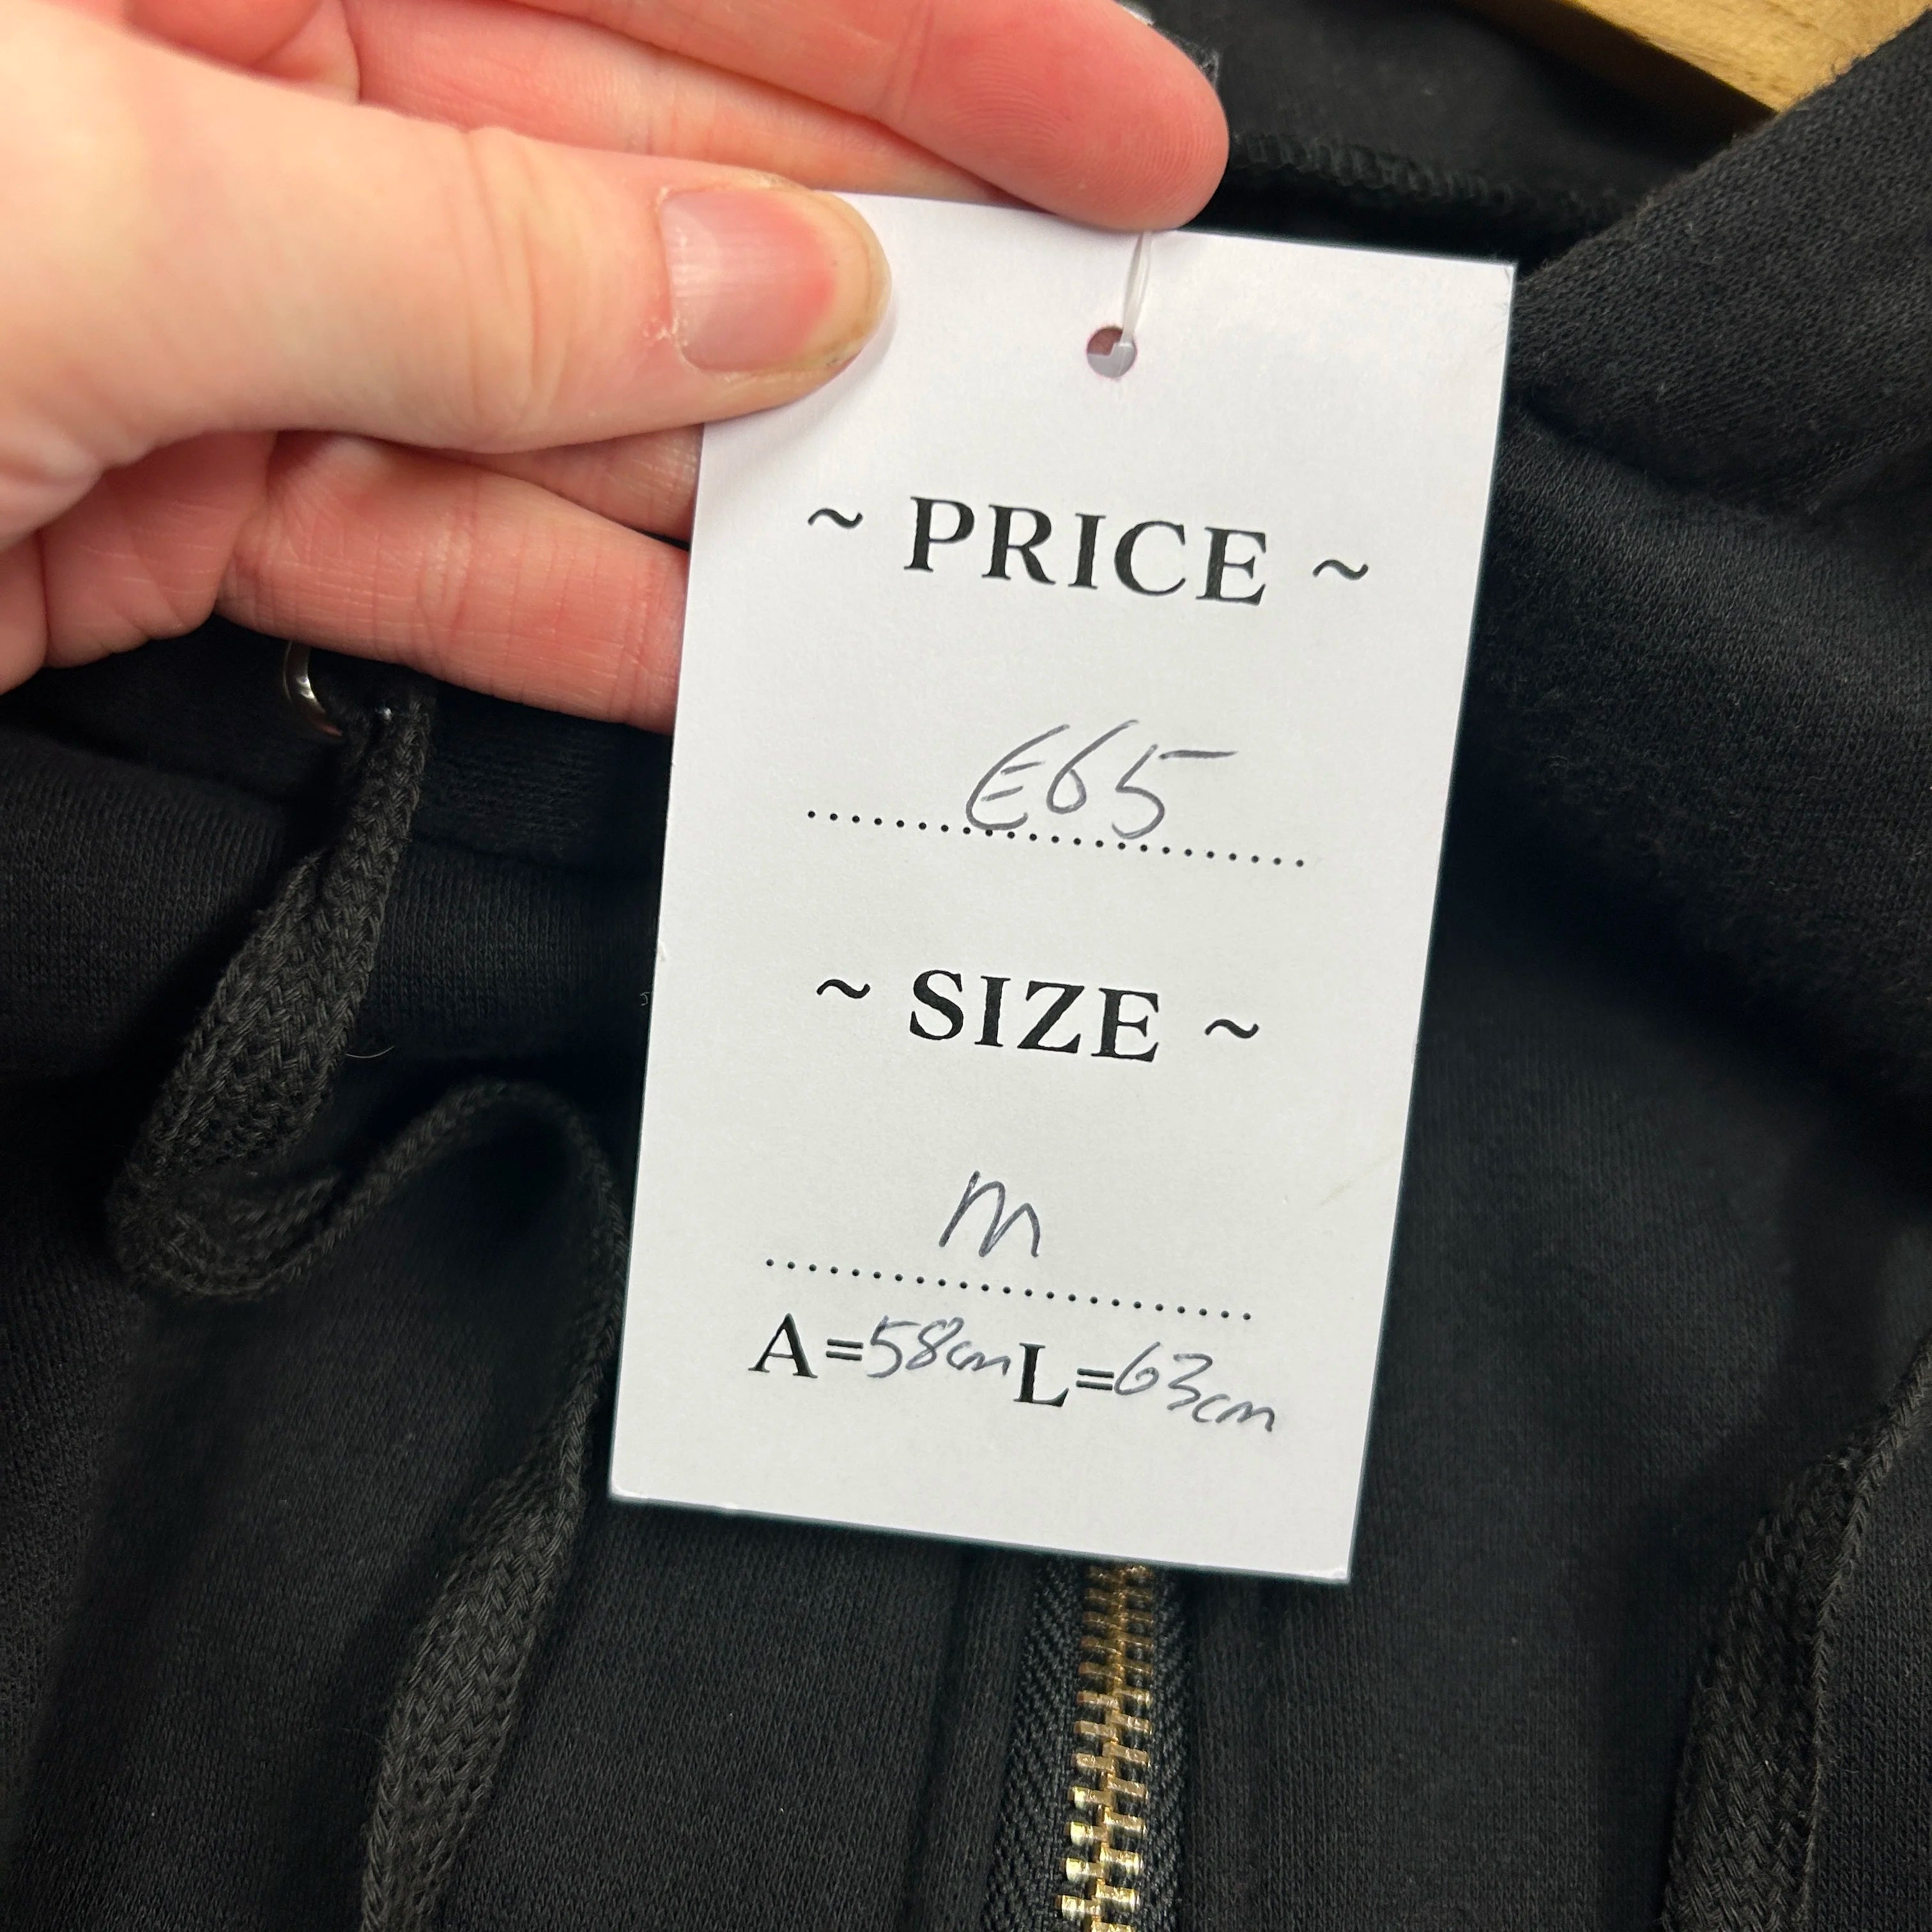 ~ PRICE ~
£65
~ SIZE ~
M
A=58cm L=63cm